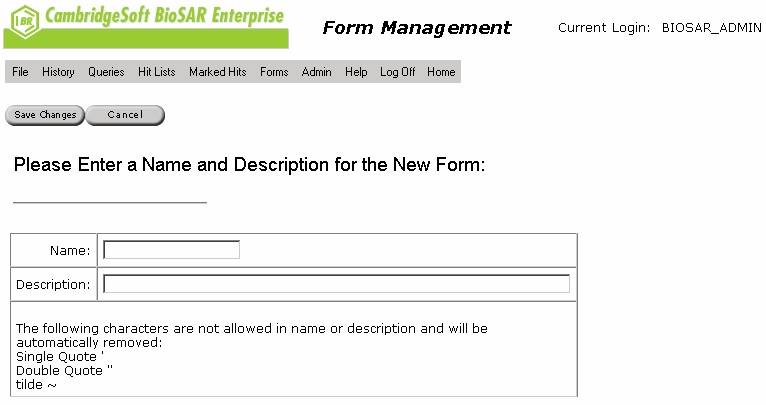 CambridgeSoft BioSAR Enterprise
Form Management
Current Login: BIOSAR_ADMIN
File History Queries Hit Lists Marked Hits Forms Admin Help Log Off Home
Save Changes Cancel
Please Enter a Name and Description for the New Form:
Name:
Description:
The following characters are not allowed in name or description and will be
automatically removed:
Single Quote '
Double Quote "
tilde ~